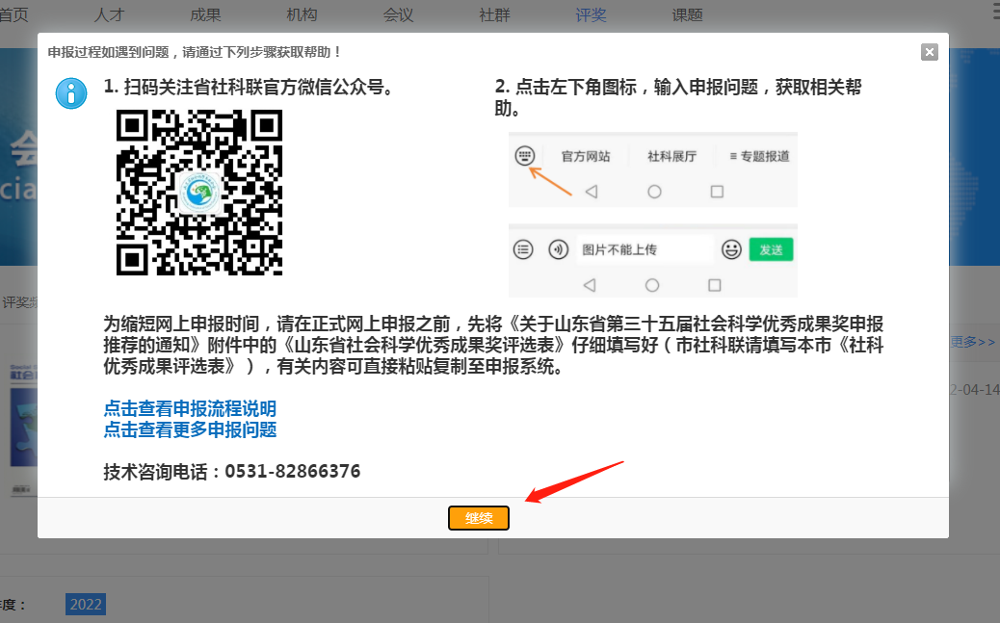 首页 人才 成果 机构 会议 社群 评奖 课题
申报过程如遇到问题，请通过下列步骤获取帮助！
1. 扫码关注省社科联官方微信公众号。
2. 点击左下角图标，输入申报问题，获取相关帮
助。
官方网站 社科展厅 ≡ 专题报道
图片不能上传 发送
会
cia
评奖
为缩短网上申报时间，请在正式网上申报之前，先将《关于山东省第三十五届社会科学优秀成果奖申报
推荐的通知》附件中的《山东省社会科学优秀成果奖评选表》仔细填写好（市社科联请填写本市《社科
优秀成果评选表》），有关内容可直接粘贴复制至申报系统。
更多>>
2-04-14
点击查看申报流程说明
点击查看更多申报问题
技术咨询电话：0531-82866376
继续
度： 2022